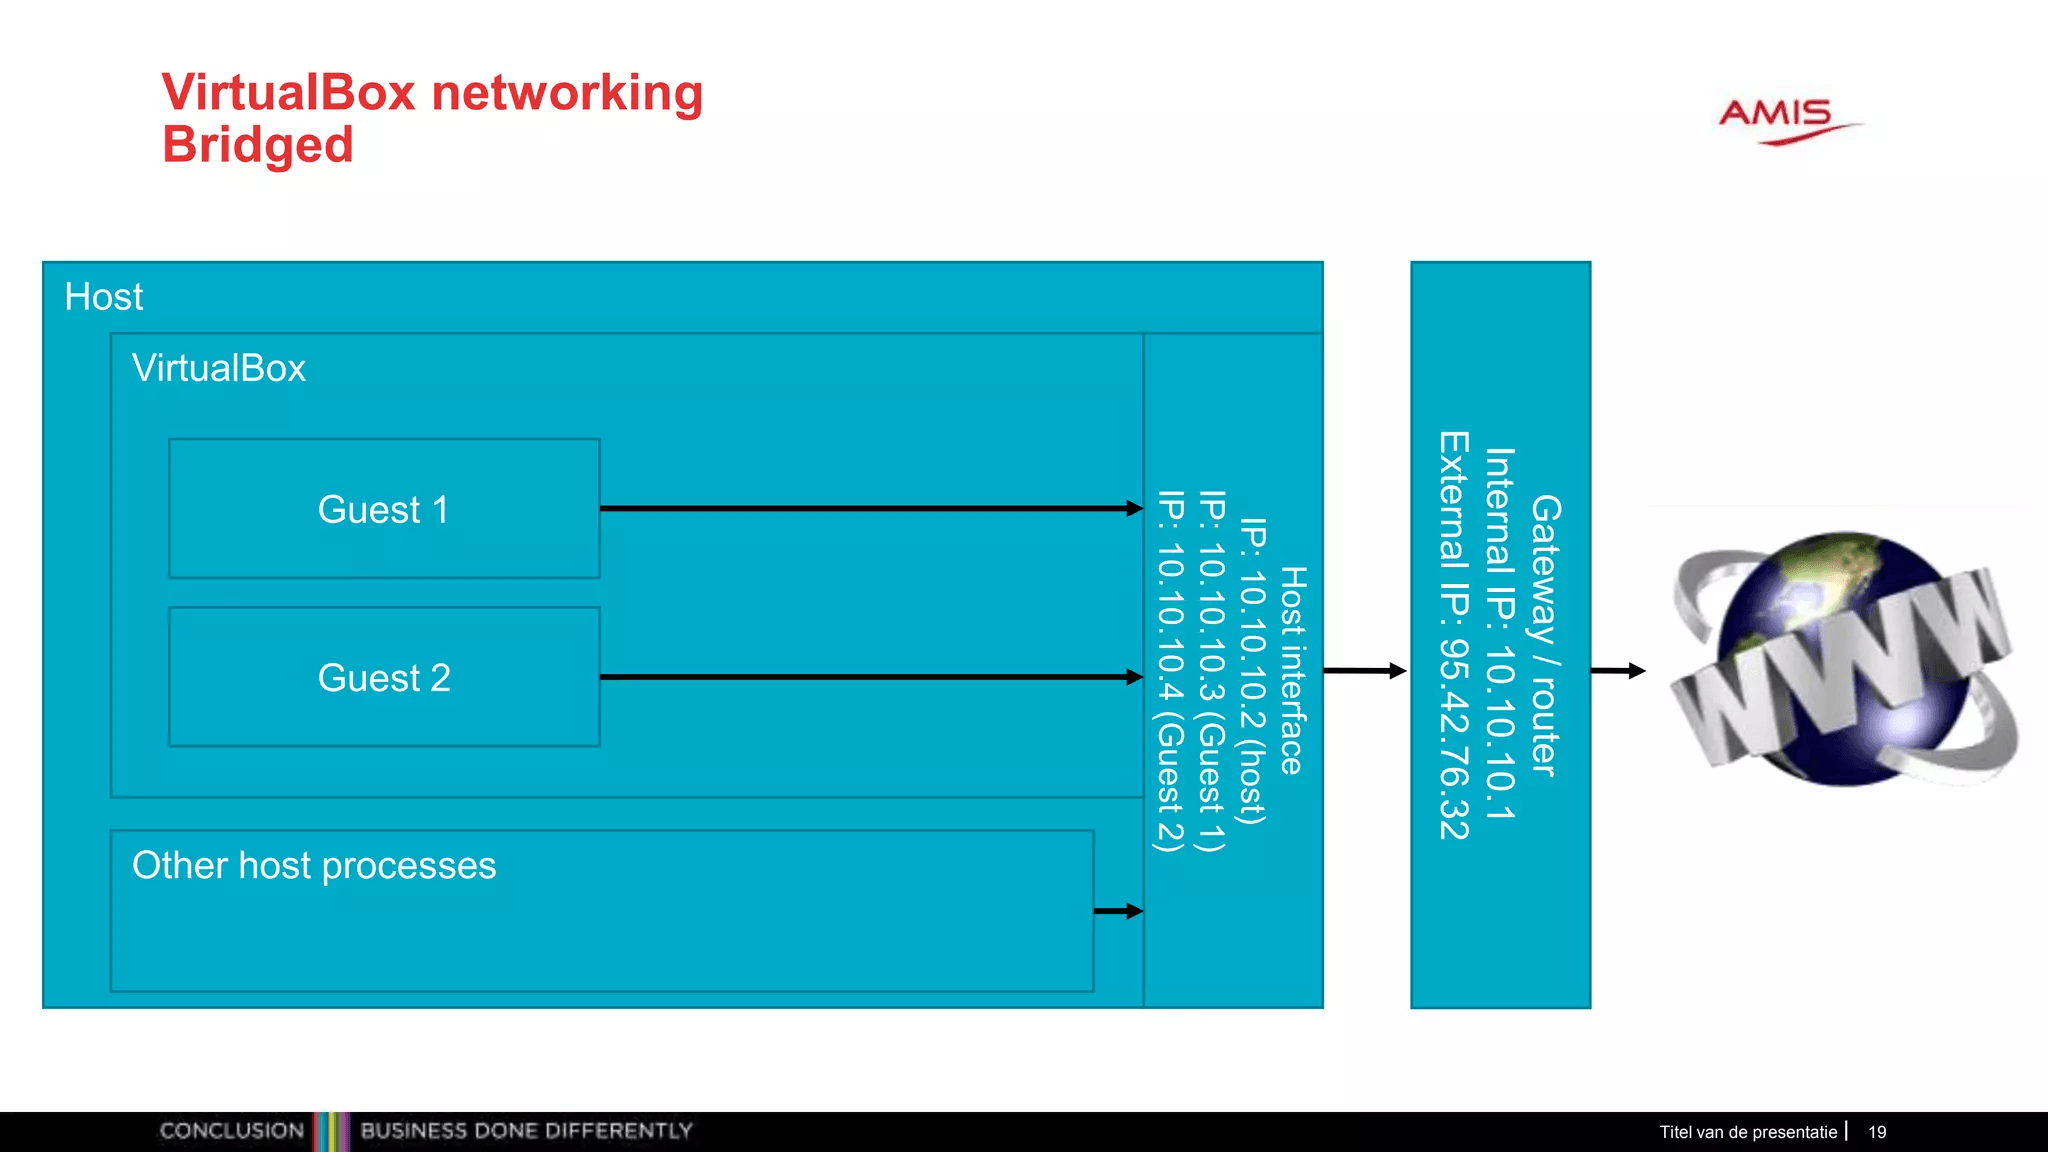 VirtualBox networking
Bridged
AMIS
Host
VirtualBox
Guest 1
Guest 2
Other host processes
Host interface
IP: 10.10.10.2 (host)
IP: 10.10.10.3 (Guest 1)
IP: 10.10.10.4 (Guest 2)
Gateway / router
Internal IP: 10.10.10.1
External IP: 95.42.76.32
WWW
CONCLUSION BUSINESS DONE DIFFERENTLY
Titel van de presentatie | 19